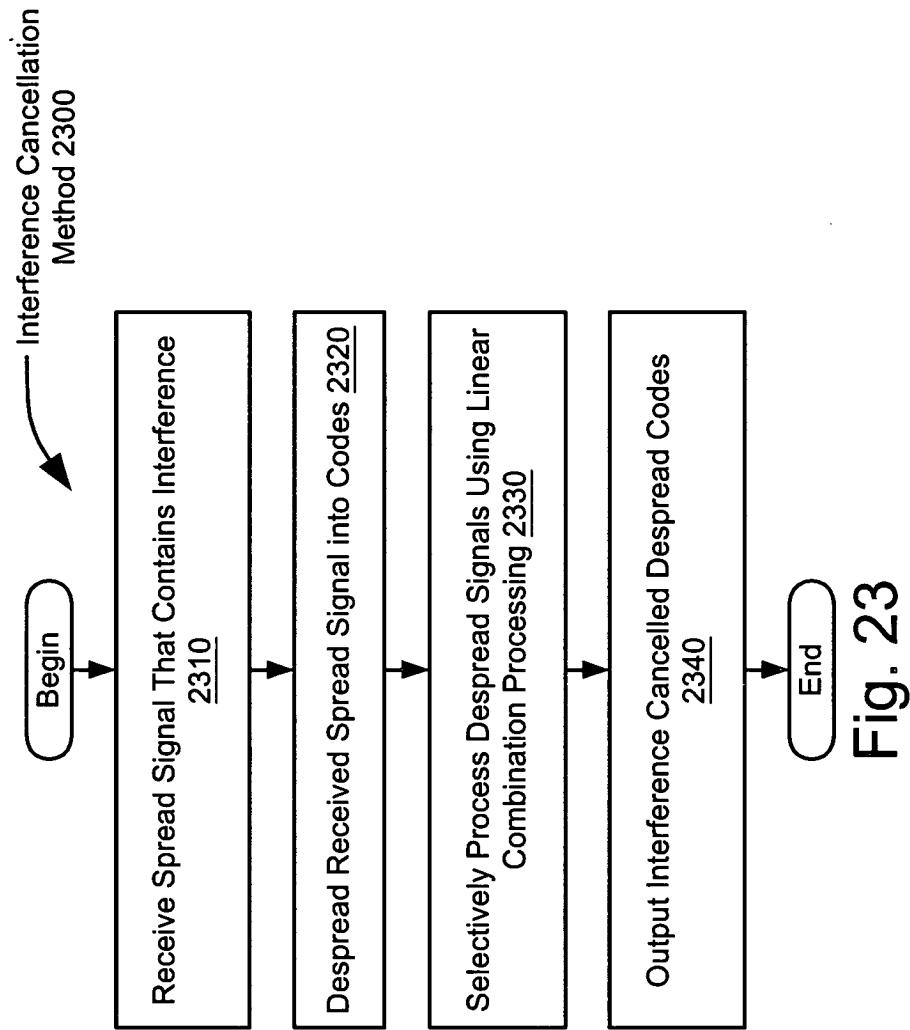 Interference Cancellation
Method 2300
Begin
Receive Spread Signal That Contains Interference
2310
Despread Received Spread Signal into Codes 2320
Selectively Process Despread Signals Using Linear
Combination Processing 2330
Output Interference Cancelled Despread Codes
2340
End
Fig. 23